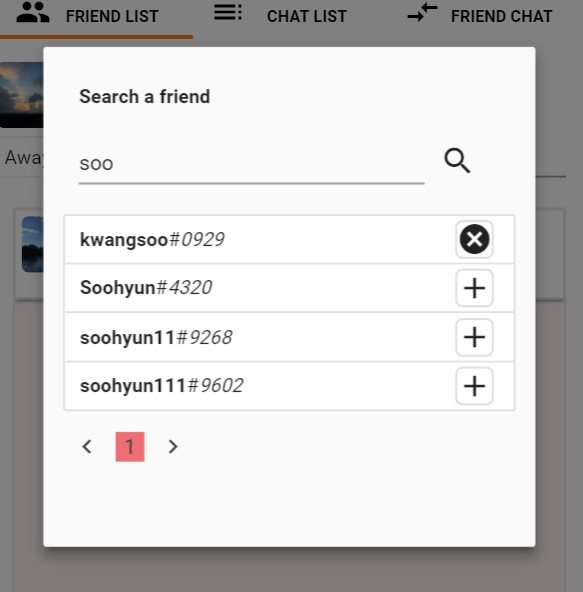 FRIEND LIST CHAT LIST FRIEND CHAT
Search a friend
Awa
soo
kwangsoo#0929
Soohyun#4320
soohyun11#9268
soohyun111#9602
1